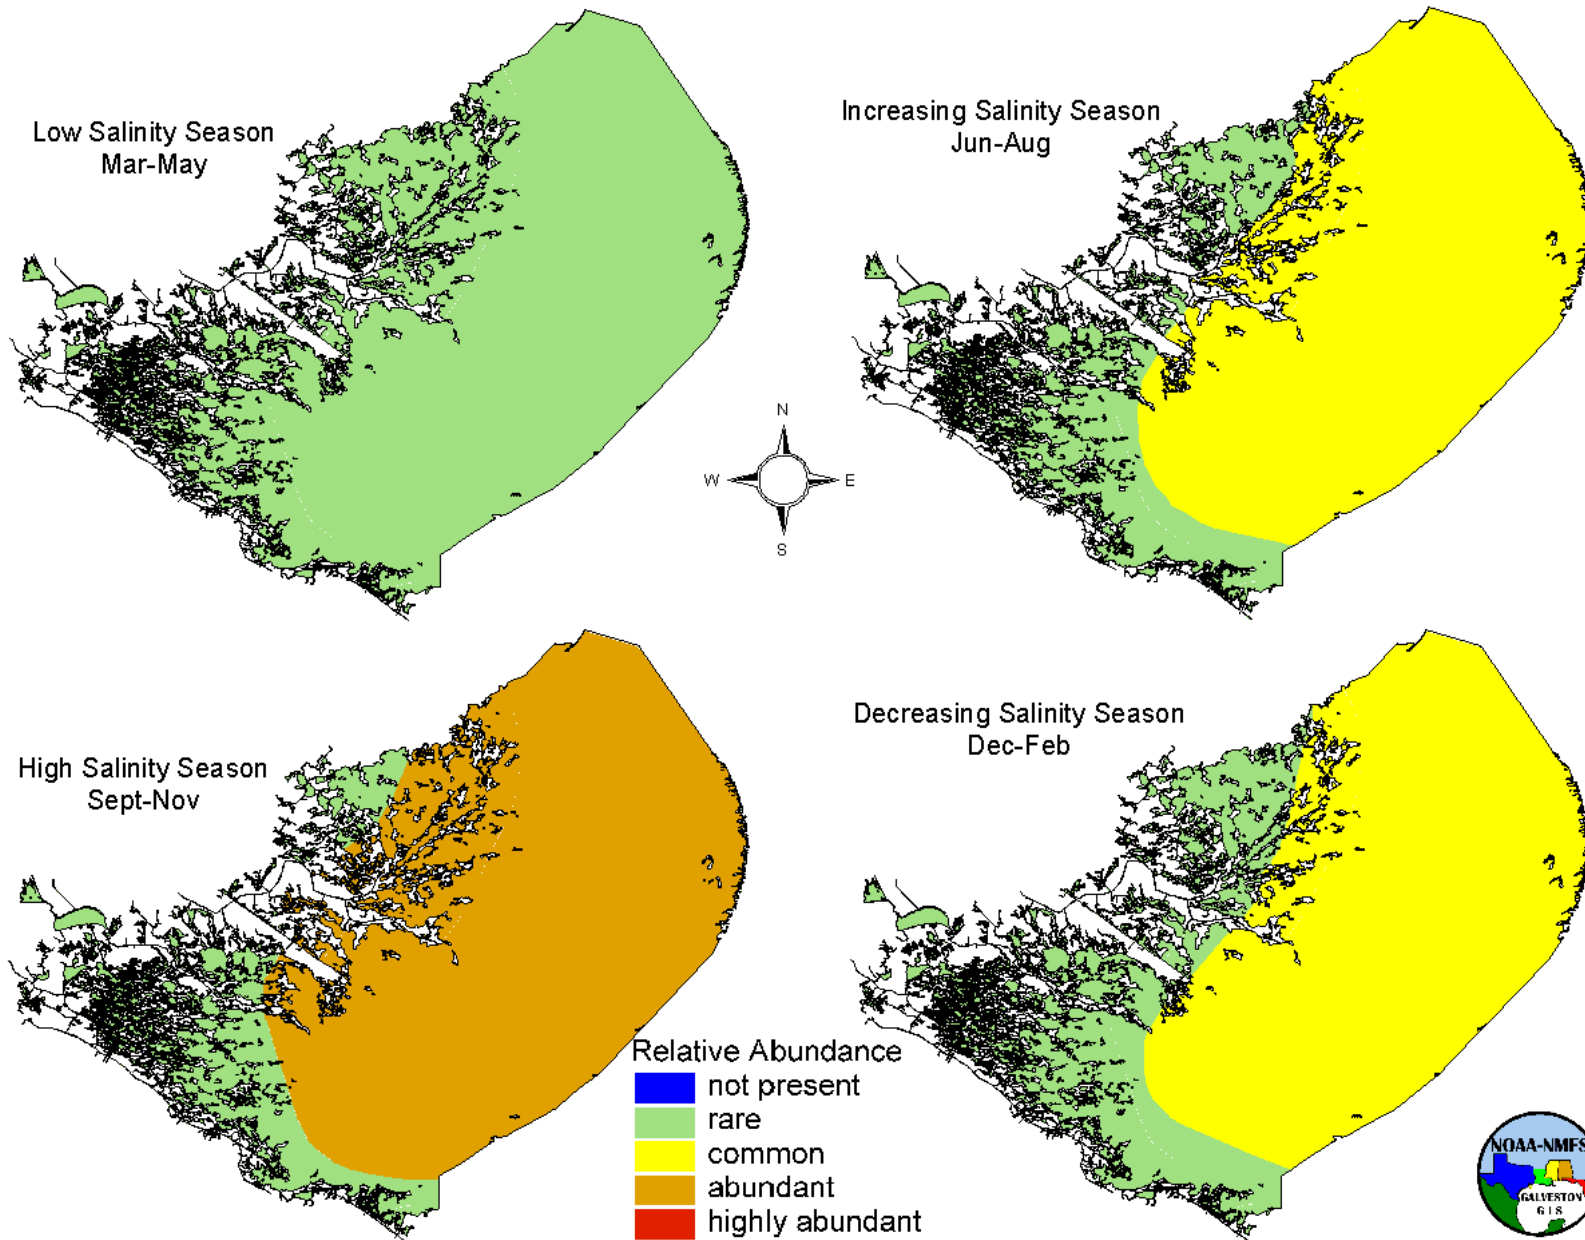 Low Salinity Season
Mar-May
Increasing Salinity Season
Jun-Aug
N
W E
S
High Salinity Season
Sept-Nov
Decreasing Salinity Season
Dec-Feb
Relative Abundance
not present
rare
common
abundant
highly abundant
NOAA-NMFS
GALVESTON
G I S